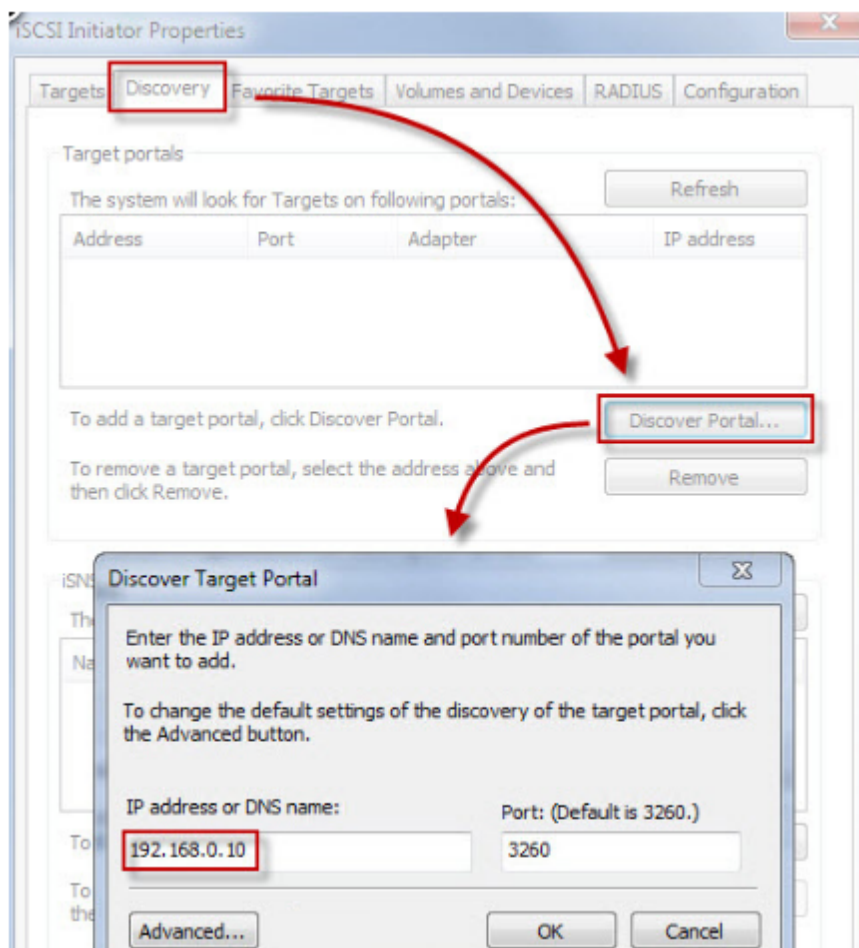 iSCSI Initiator Properties
Targets Discovery Favorite Targets Volumes and Devices RADIUS Configuration
Target portals
The system will look for Targets on following portals:
Refresh
Address Port Adapter IP address
To add a target portal, click Discover Portal.
Discover Portal...
To remove a target portal, select the address above and
then click Remove.
Remove
iSNS
Discover Target Portal
Enter the IP address or DNS name and port number of the portal you
want to add.
To change the default settings of the discovery of the target portal, click
the Advanced button.
IP address or DNS name:
Port: (Default is 3260.)
192.168.0.10
3260
To
To
the
Advanced...
OK
Cancel